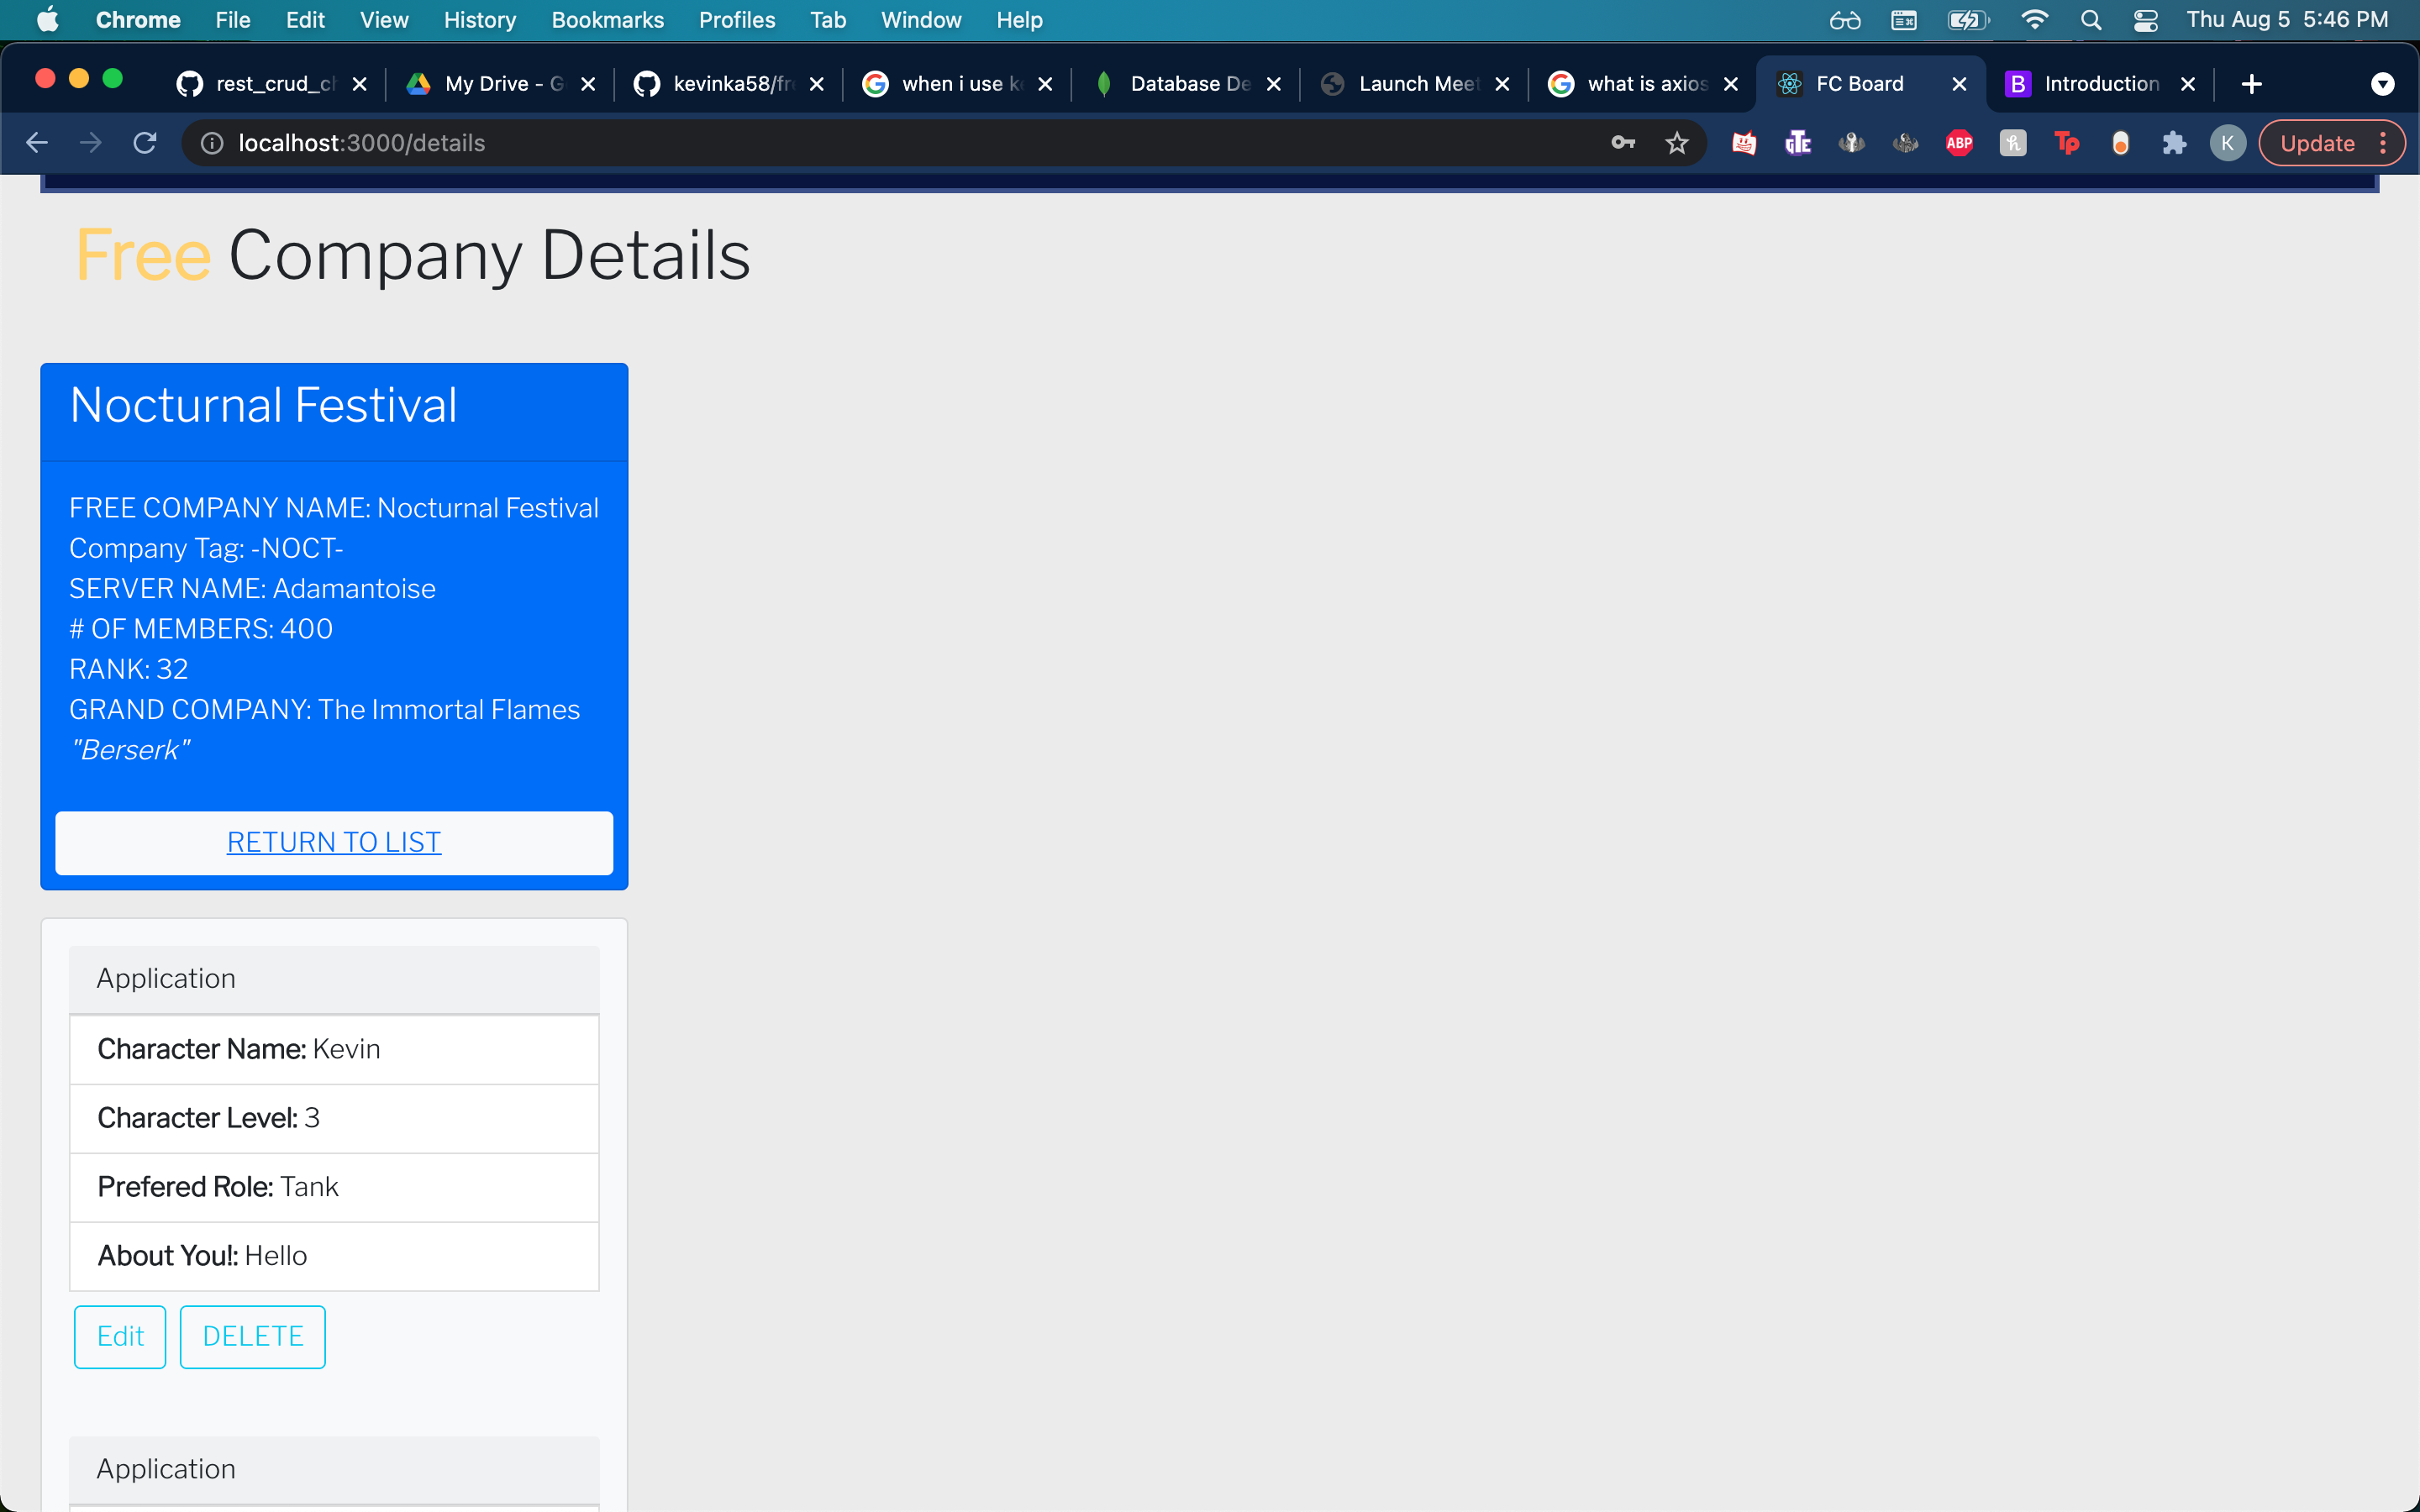 Chrome File Edit View History Bookmarks Profiles Tab Window Help Thu Aug 5 5:46 PM
rest_crud_ch My Drive - G kevinka58/fre when i use ke Database De Launch Meet what is axios FC Board B Introduction
localhost:3000/details ABP h Tp K Update
Free Company Details
Nocturnal Festival
FREE COMPANY NAME: Nocturnal Festival
Company Tag: -NOCT-
SERVER NAME: Adamantoise
# OF MEMBERS: 400
RANK: 32
GRAND COMPANY: The Immortal Flames
"Berserk"
RETURN TO LIST
Application
Character Name: Kevin
Character Level: 3
Prefered Role: Tank
About You!: Hello
Edit DELETE
Application